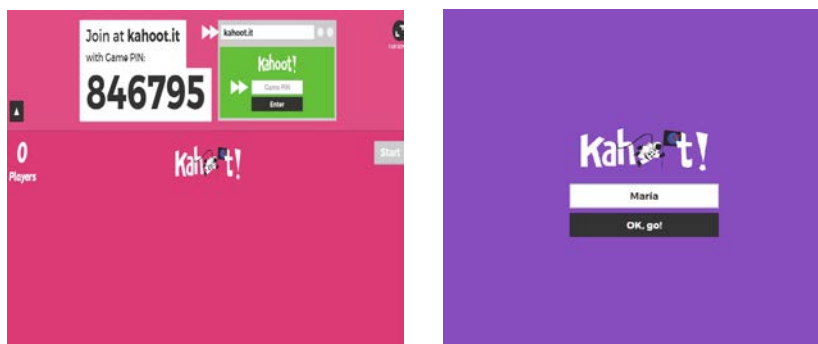 Join at kahoot.it
with Game PIN:
846795
kahoot.it
Kahoot!
Game PIN
Enter
0
Players
Kahoot!
Start
Kahoot!
Maria
OK, go!